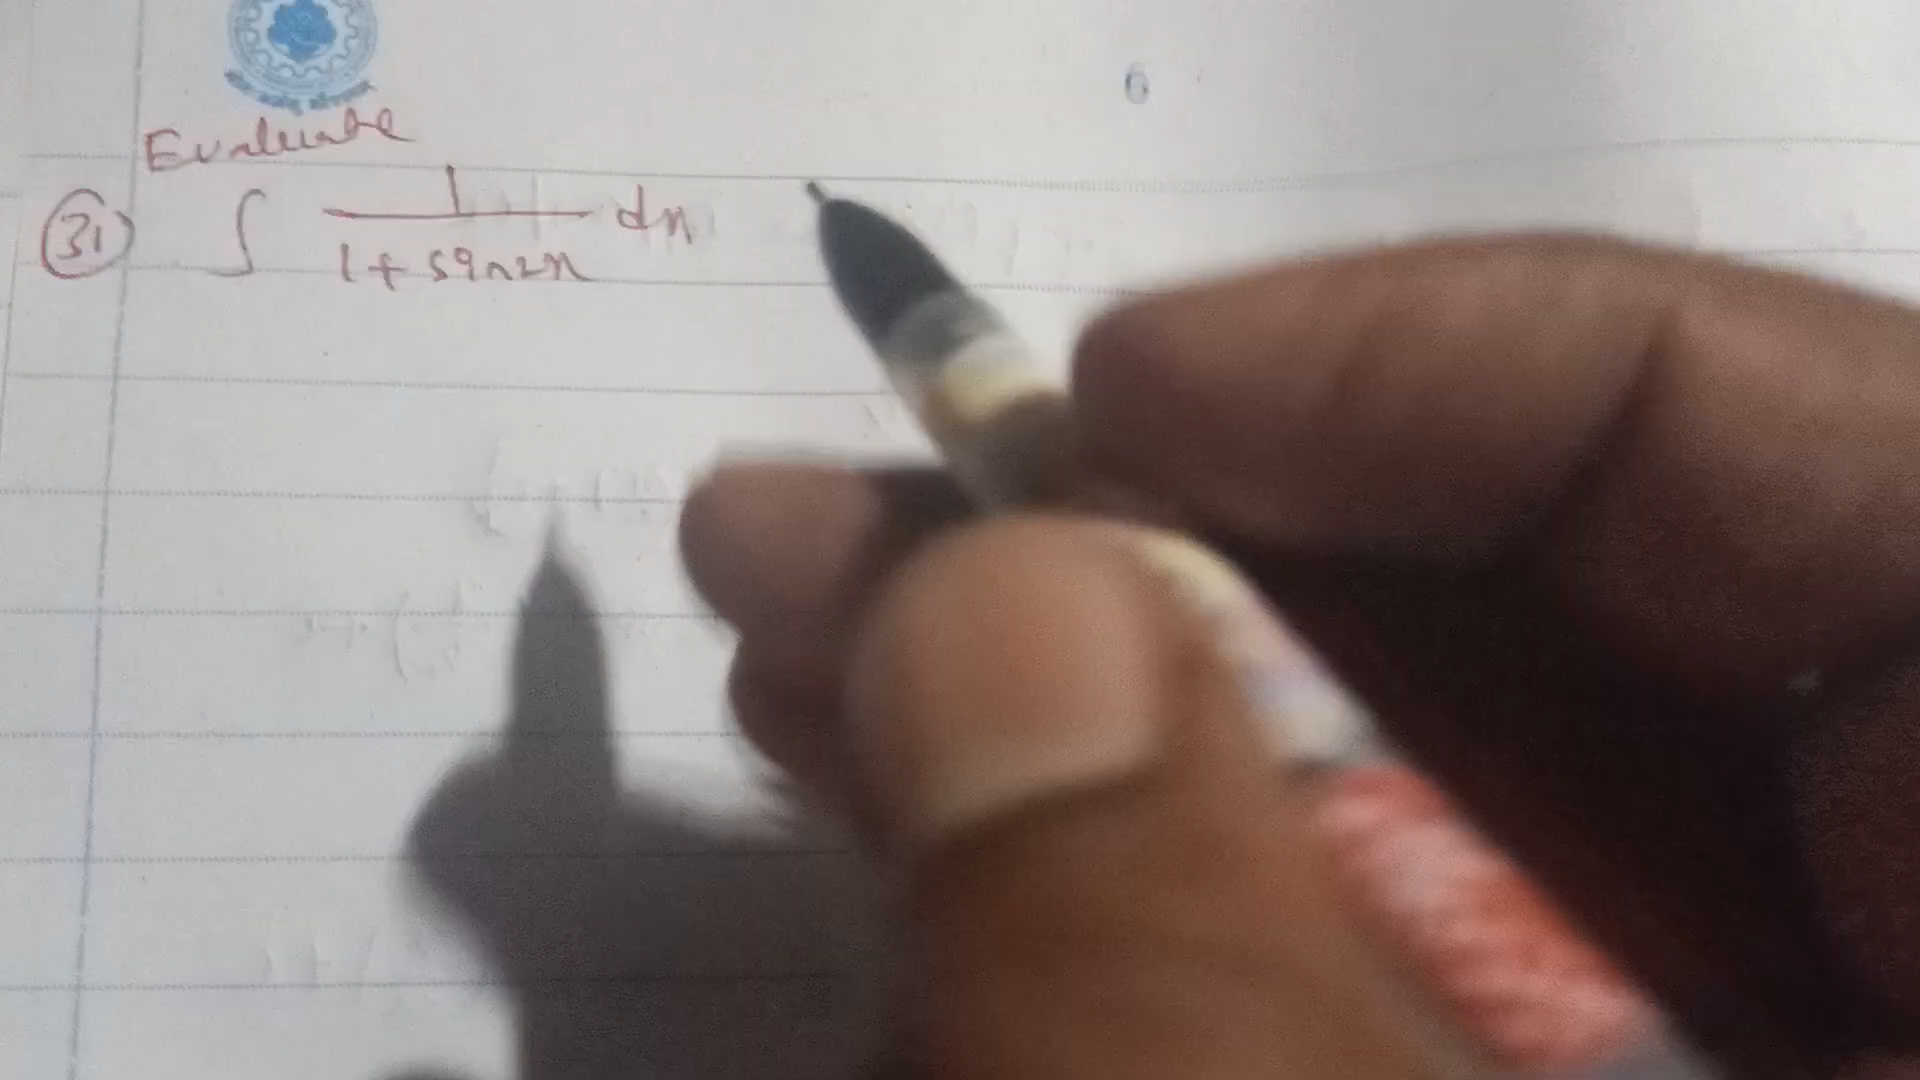 Evaluate
31 ∫ 1/(1+sin2x) dx